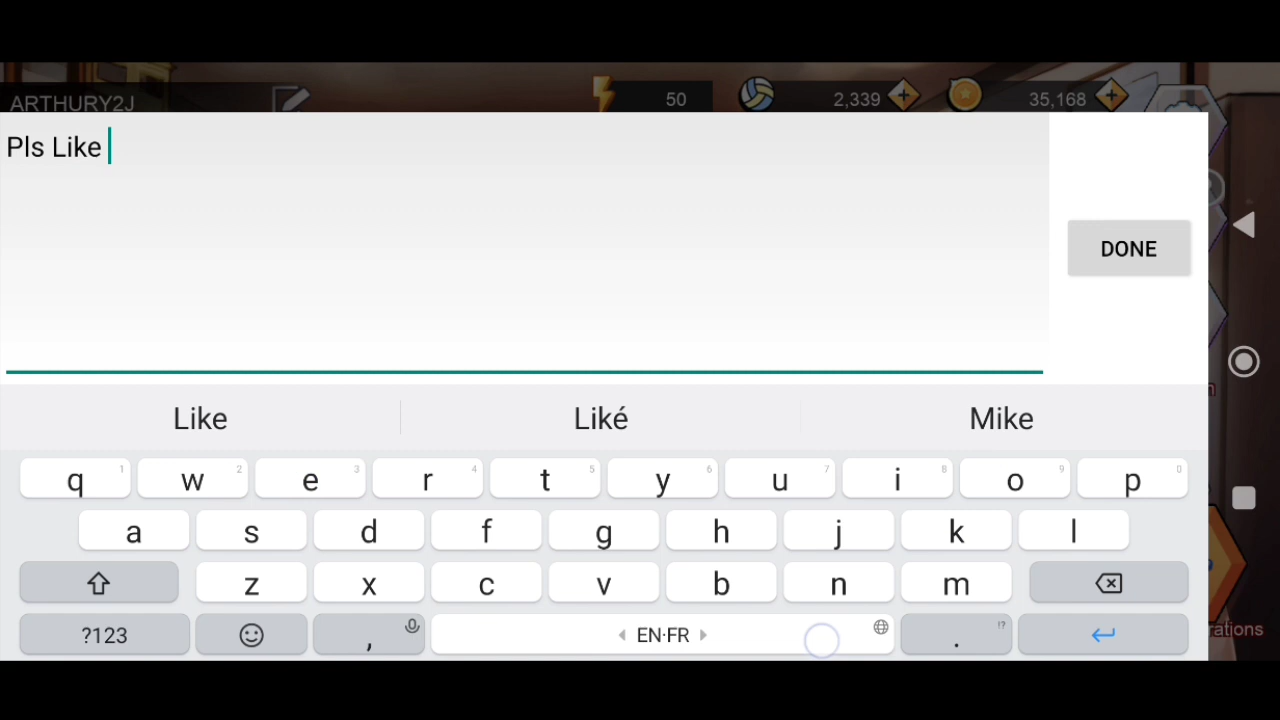 ARTHURY2J
50
2,339
35,168
Pls Like
DONE
Like
Liké
Mike
q 1 w 2 e 3 r 4 t 5 y 6 u 7 i 8 o 9 p 0
a s d f g h j k l
z x c v b n m
?123 , EN·FR . !?
rations